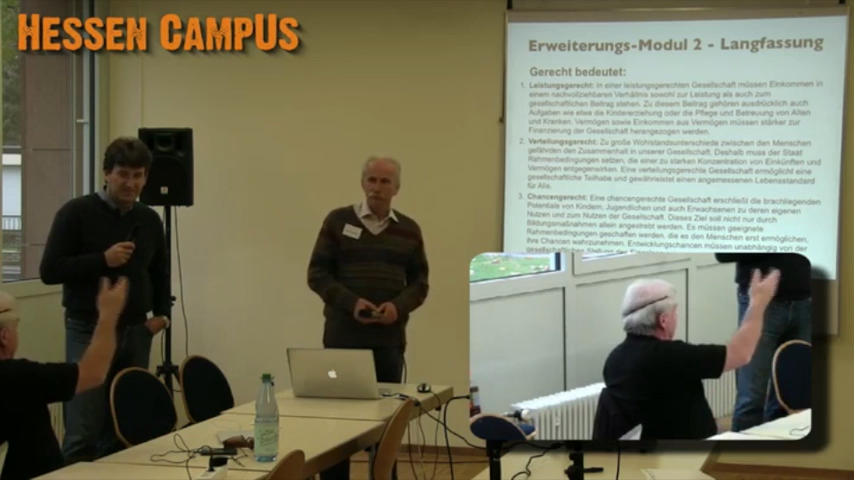 HESSEN CAMPUS
Erweiterungs-Modul 2 - Langfassung
Gerecht bedeutet:
1. Leistungsgerecht: In einer leistungsgerechten Gesellschaft müssen Einkommen in
einem nachvollziehbaren Verhältnis sowohl zur Leistung als auch zum
gesellschaftlichen Beitrag stehen. Zu diesem Beitrag gehören ausdrücklich auch
Aufgaben wie etwa die Kindererziehung oder die Pflege und Betreuung von Alten
und Kranken. Vermögen sowie Einkommen aus Vermögen müssen stärker zur
Finanzierung der Gesellschaft herangezogen werden.
2. Verteilungsgerecht: Zu große Wohlstandsunterschiede zwischen den Menschen
gefährden den Zusammenhalt in unserer Gesellschaft. Deshalb muss der Staat
Rahmenbedingungen setzen, die einer zu starken Konzentration von Einkünften und
Vermögen entgegenwirken. Eine verteilungsgerechte Gesellschaft ermöglicht eine
gesellschaftliche Teilhabe und gewährleistet einen angemessenen Lebensstandard
für Alle.
3. Chancengerecht: Eine chancengerechte Gesellschaft erschließt die brachliegenden
Potentiale von Kindern, Jugendlichen und auch Erwachsenen zu deren eigenen
Nutzen und zum Nutzen der Gesellschaft. Dieses Ziel soll nicht nur durch
Bildungsmaßnahmen allein angestrebt werden. Es müssen geeignete
Rahmenbedingungen geschaffen werden, die es den Menschen erst ermöglichen,
ihre Chancen wahrzunehmen. Entwicklungschancen müssen unabhängig von der